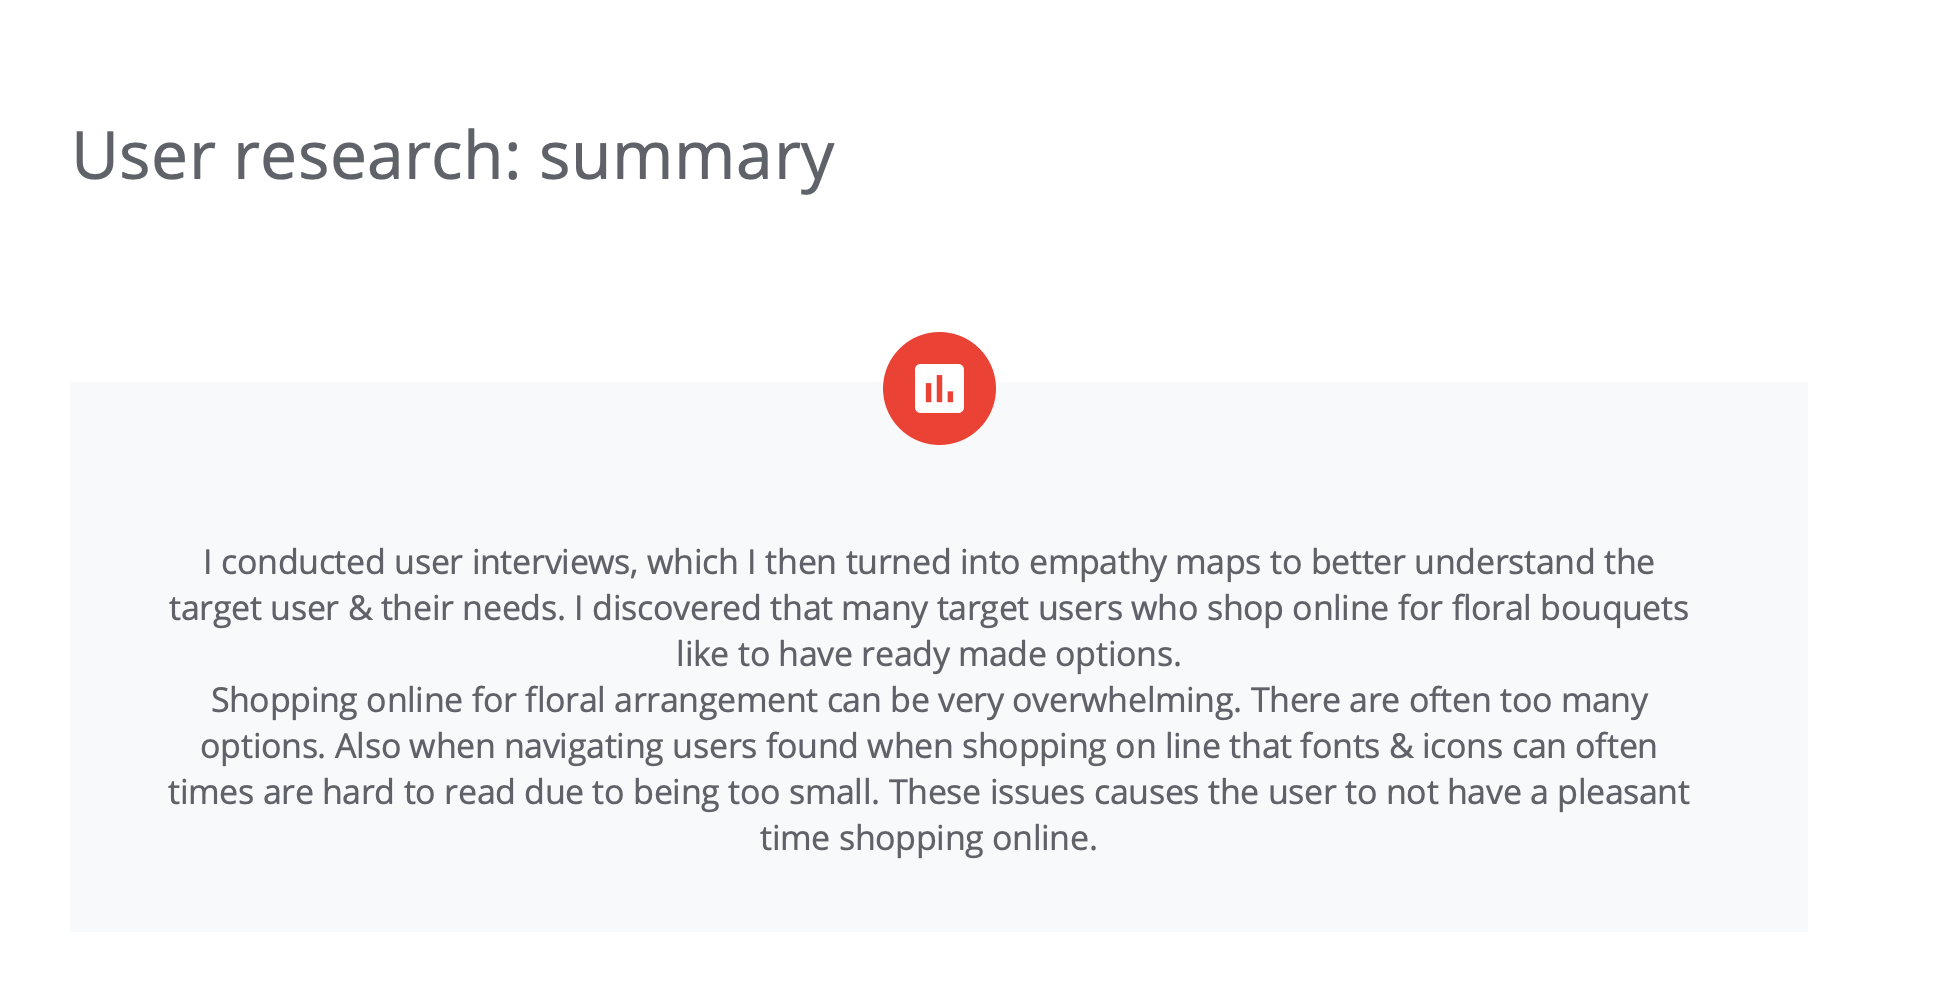 User research: summary
I conducted user interviews, which I then turned into empathy maps to better understand the
target user & their needs. I discovered that many target users who shop online for floral bouquets
like to have ready made options.
Shopping online for floral arrangement can be very overwhelming. There are often too many
options. Also when navigating users found when shopping on line that fonts & icons can often
times are hard to read due to being too small. These issues causes the user to not have a pleasant
time shopping online.